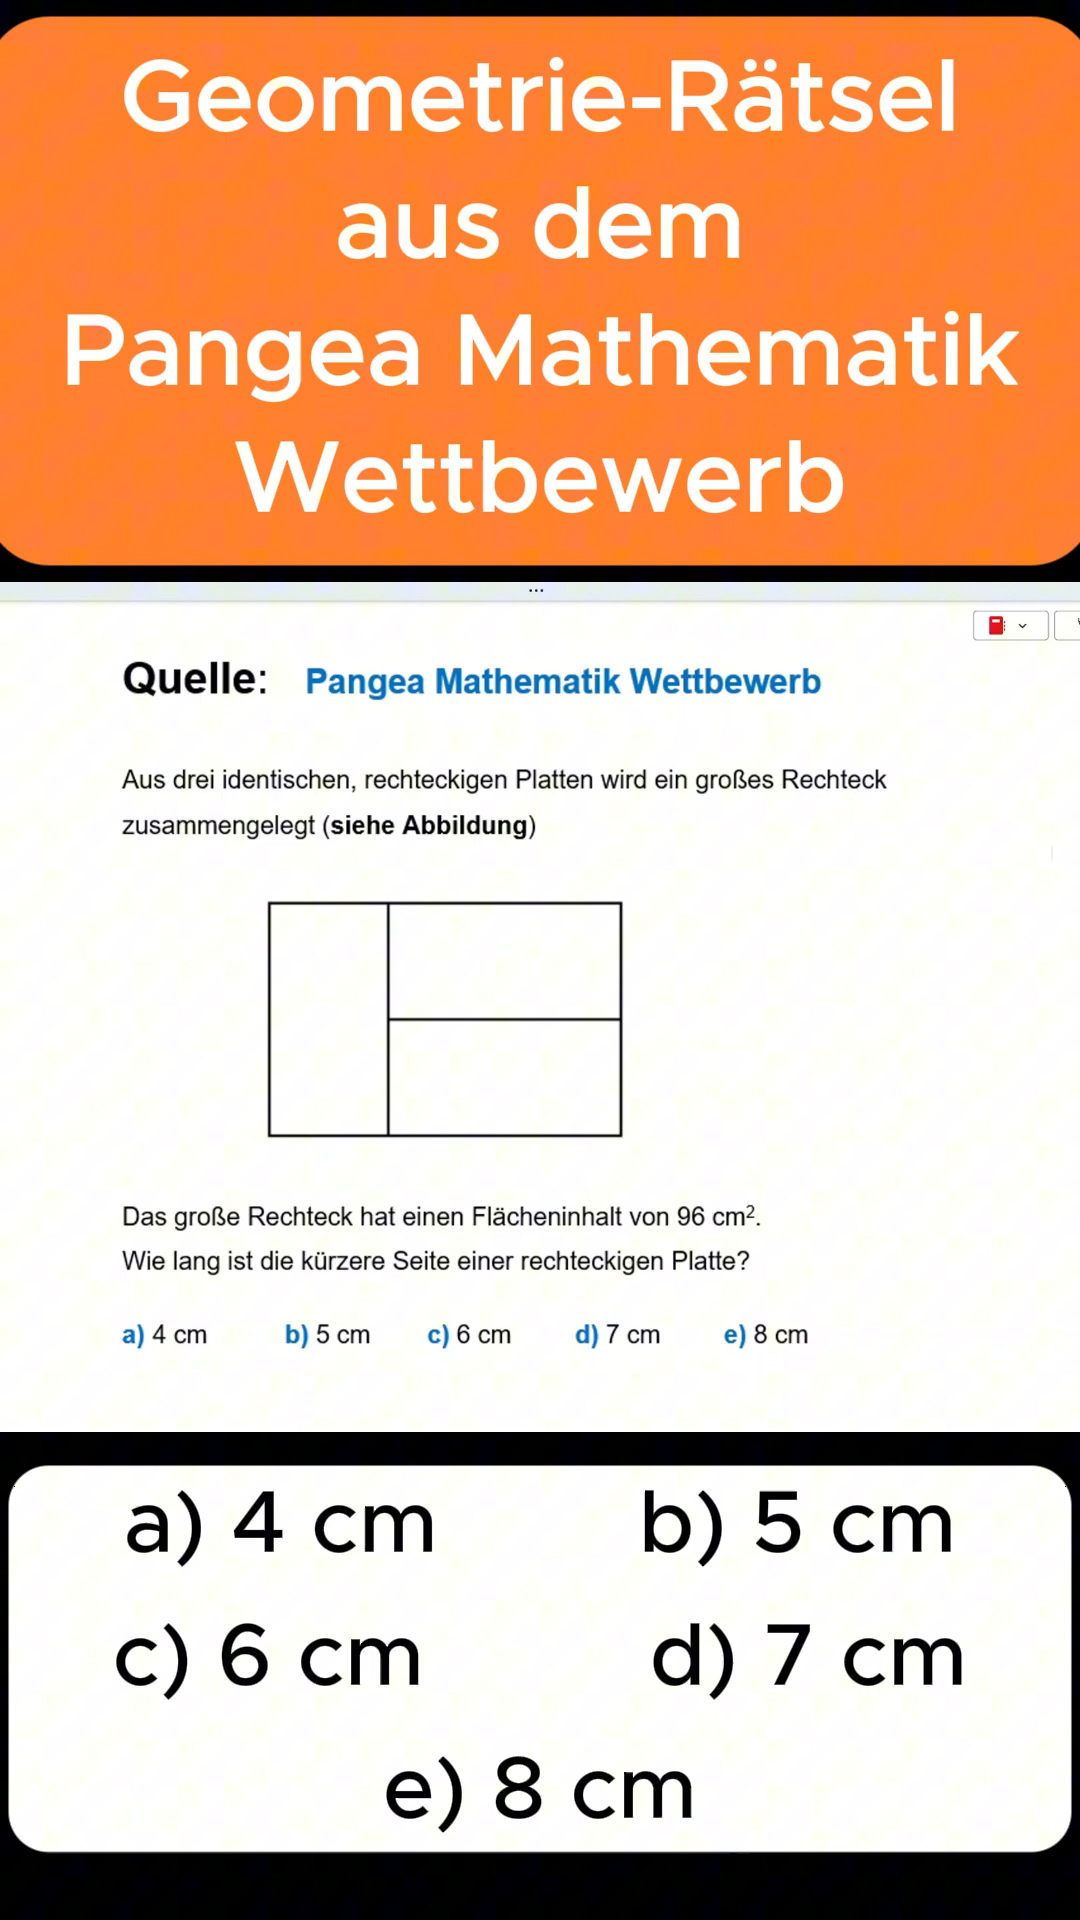 Geometrie-Rätsel
aus dem
Pangea Mathematik
Wettbewerb
Quelle: Pangea Mathematik Wettbewerb
Aus drei identischen, rechteckigen Platten wird ein großes Rechteck
zusammengelegt (siehe Abbildung)
Das große Rechteck hat einen Flächeninhalt von 96 cm².
Wie lang ist die kürzere Seite einer rechteckigen Platte?
a) 4 cm b) 5 cm c) 6 cm d) 7 cm e) 8 cm
a) 4 cm b) 5 cm
c) 6 cm d) 7 cm
e) 8 cm